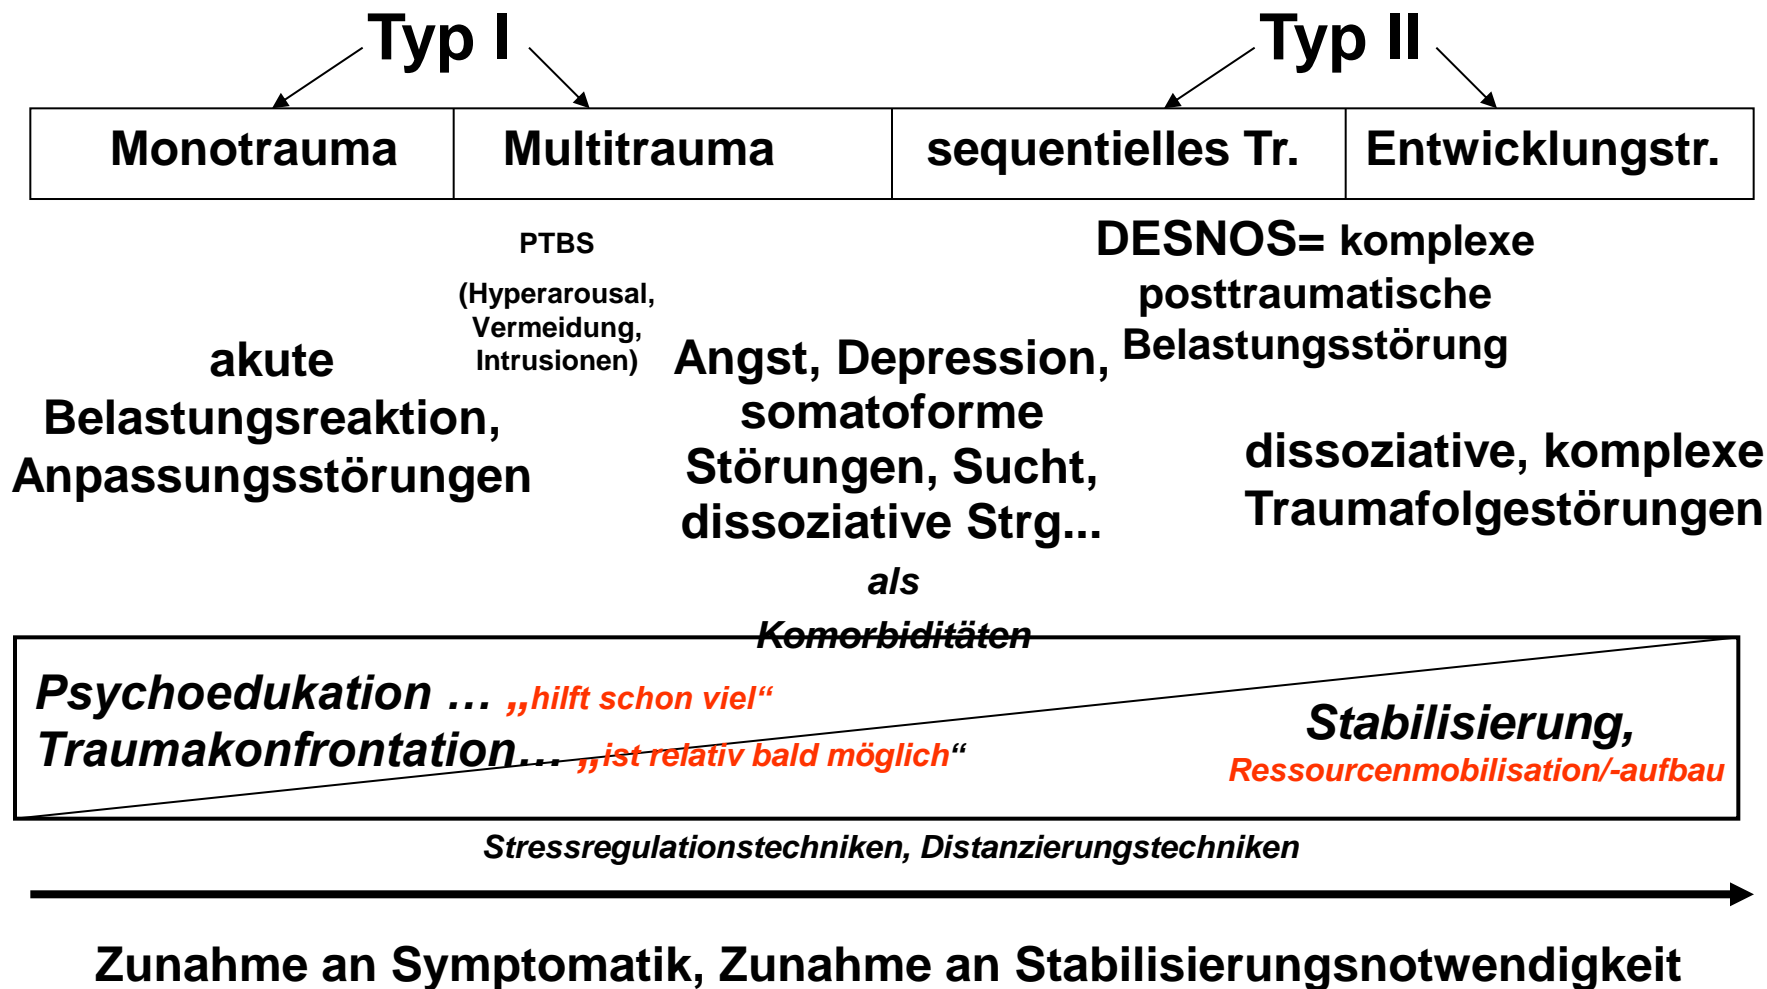 Typ I
Typ II
Monotrauma
Multitrauma
sequentielles Tr.
Entwicklungstr.
PTBS
(Hyperarousal,
Vermeidung,
Intrusionen)
DESNOS= komplexe
posttraumatische
Belastungsstörung
akute
Belastungsreaktion,
Anpassungsstörungen
Angst, Depression,
somatoforme
Störungen, Sucht,
dissoziative Strg...
als
Komorbiditäten
dissoziative, komplexe
Traumafolgestörungen
Psychoedukation … „hilft schon viel“
Traumakonfrontation… „ist relativ bald möglich“
Stabilisierung,
Ressourcenmobilisation/-aufbau
Stressregulationstechniken, Distanzierungstechniken
Zunahme an Symptomatik, Zunahme an Stabilisierungsnotwendigkeit